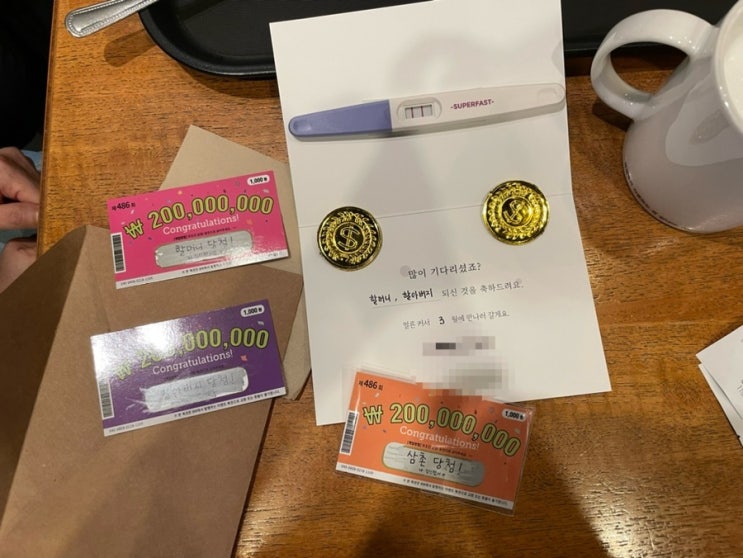 -SUPERFAST-
많이 기다리셨죠?
할머니, 할아버지 되신 것을 축하드려요.
얼른 커서 3 월에 만나러 갈게요.
제486회
1,000원
₩ 200,000,000
Congratulations!
할머니 당첨!
1,000원
₩ 200,000,000
Congratulations!
당첨!
제486회
1,000원
₩ 200,000,000
Congratulations!
삼촌 당첨!